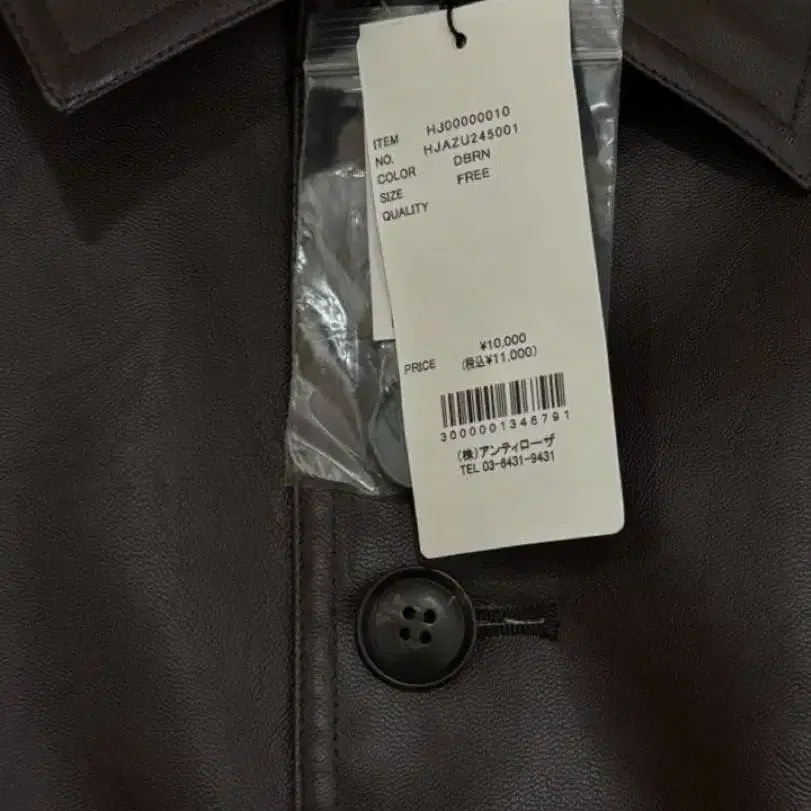 ITEM HJ00000010
NO. HJAZU245001
COLOR DBRN
SIZE FREE
QUALITY
¥10,000
PRICE (税込¥11,000)
3000001346791
(株)アンティローザ
TEL 03-8431-9431